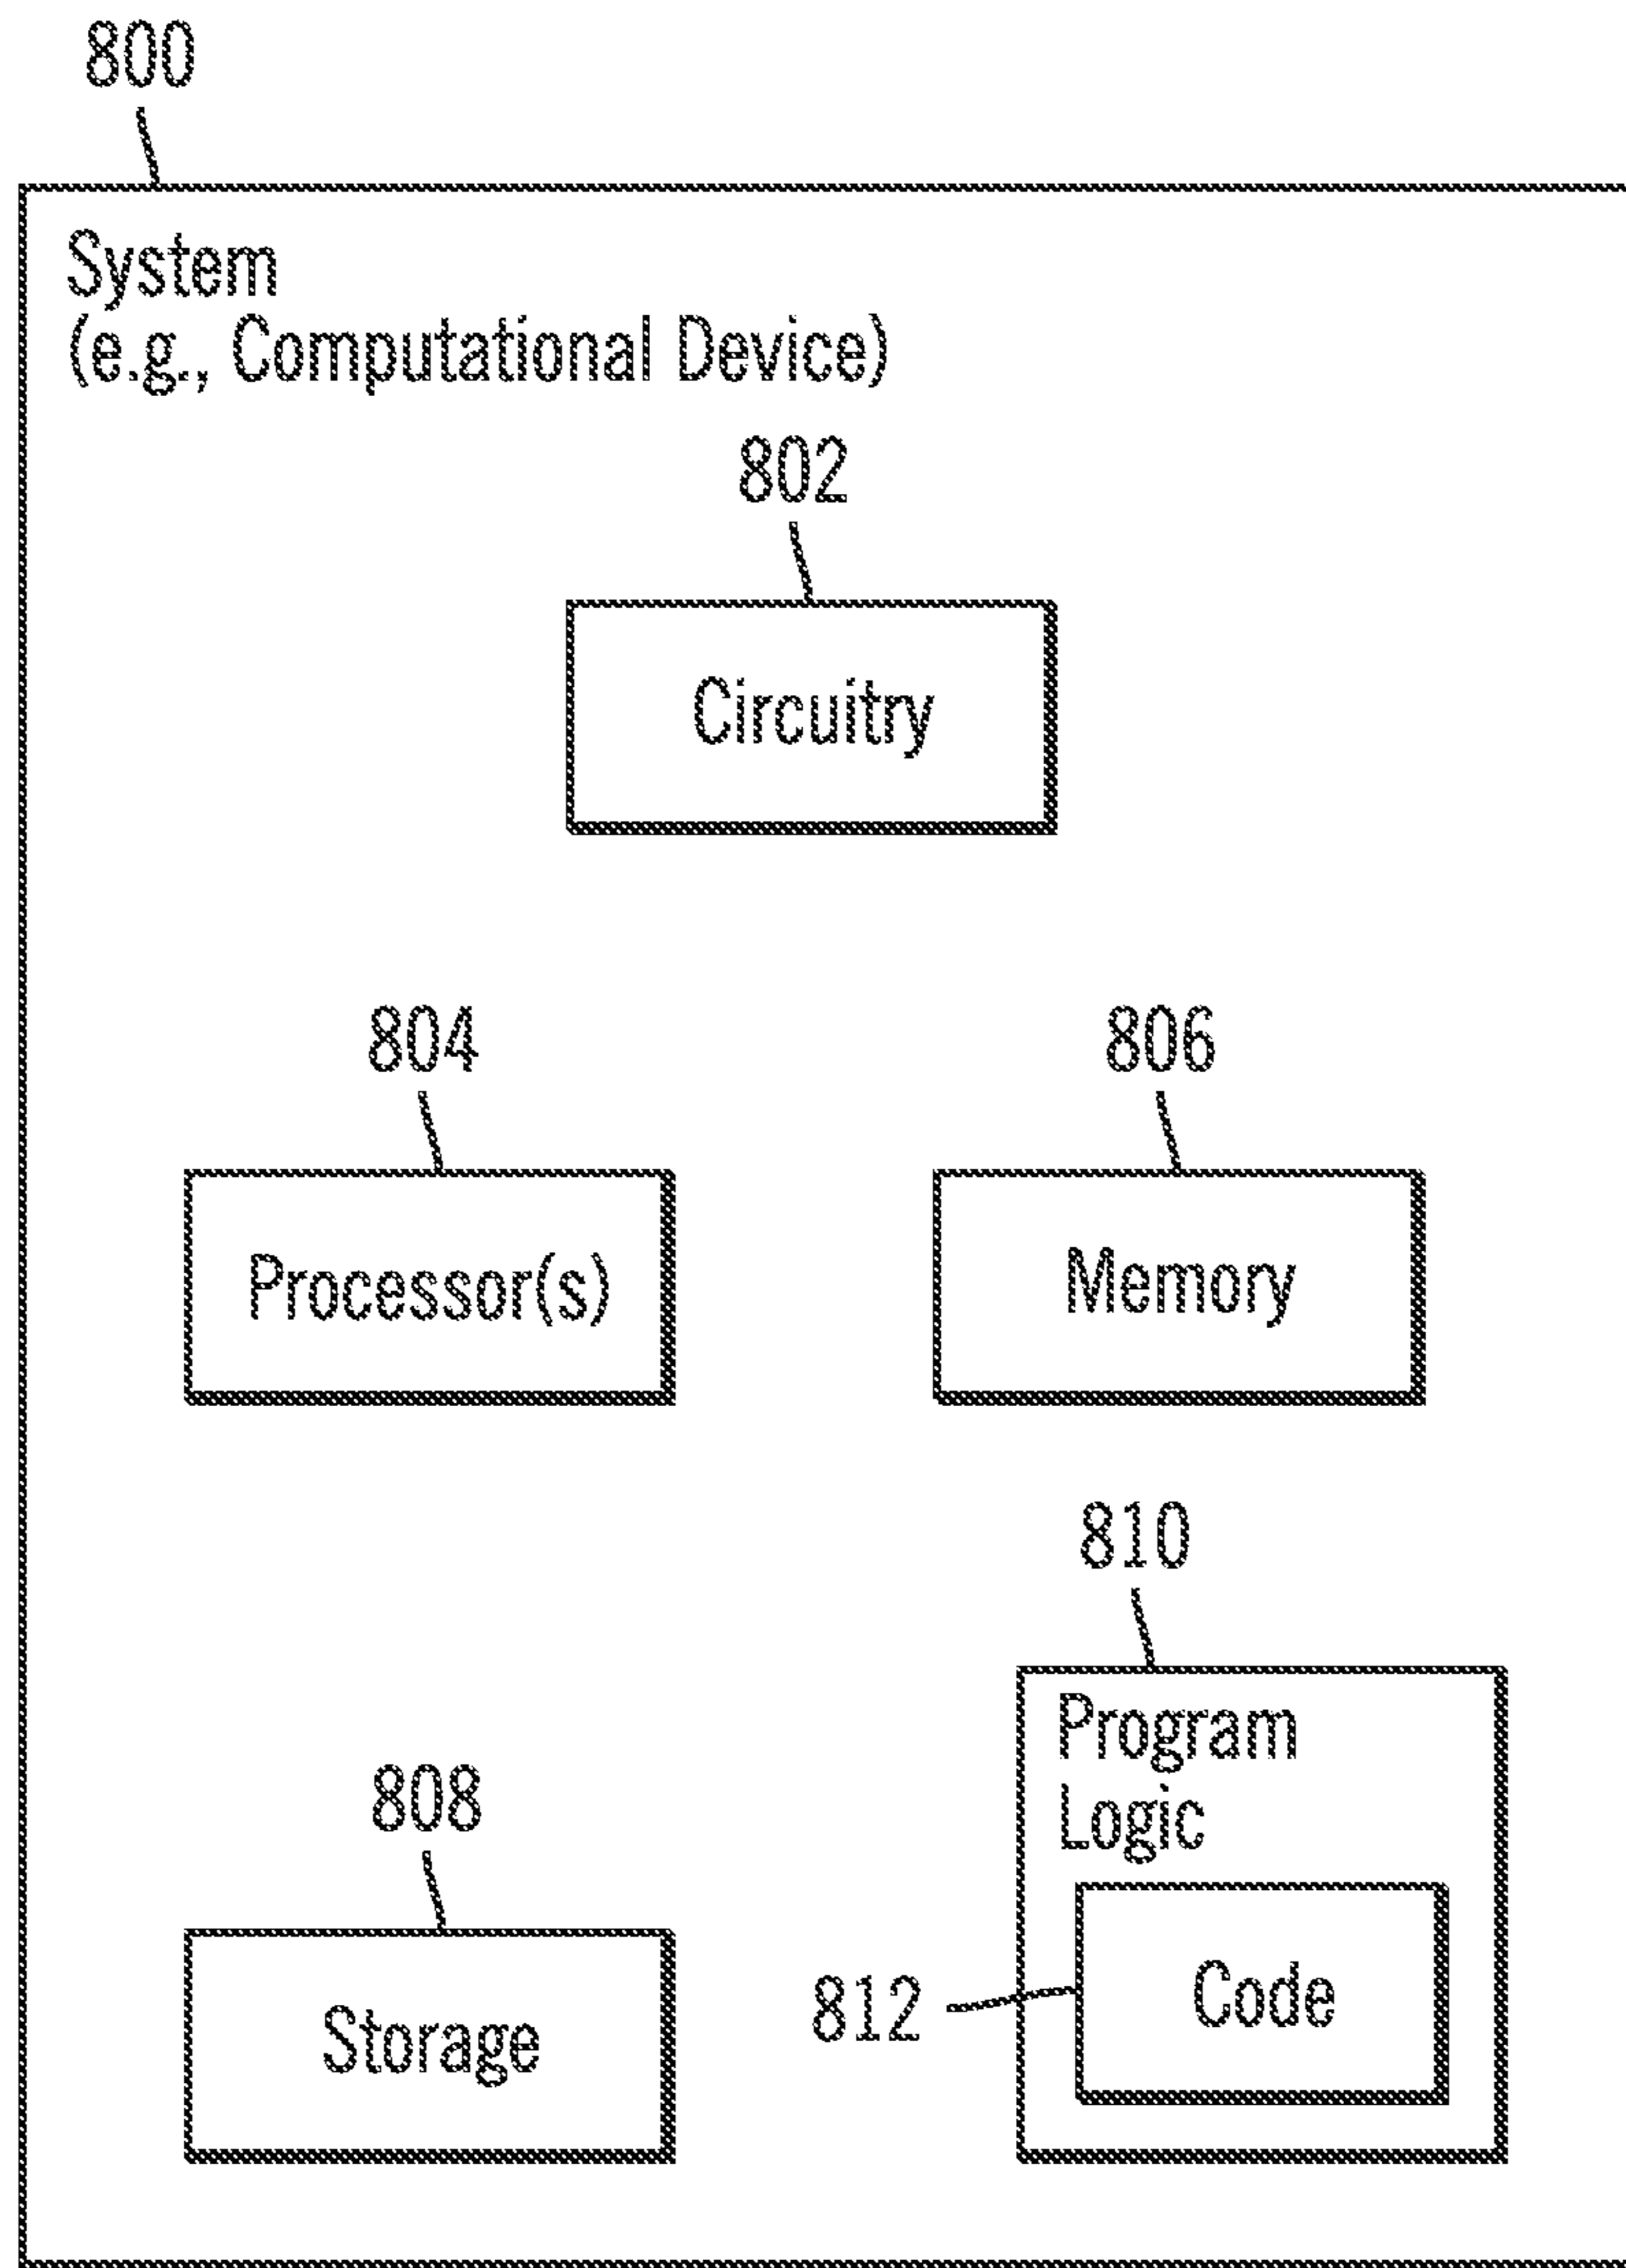 800
System
(e.g., Computational Device)
802
Circuitry
804
806
Processor(s)
Memory
810
Program
Logic
808
812
Code
Storage